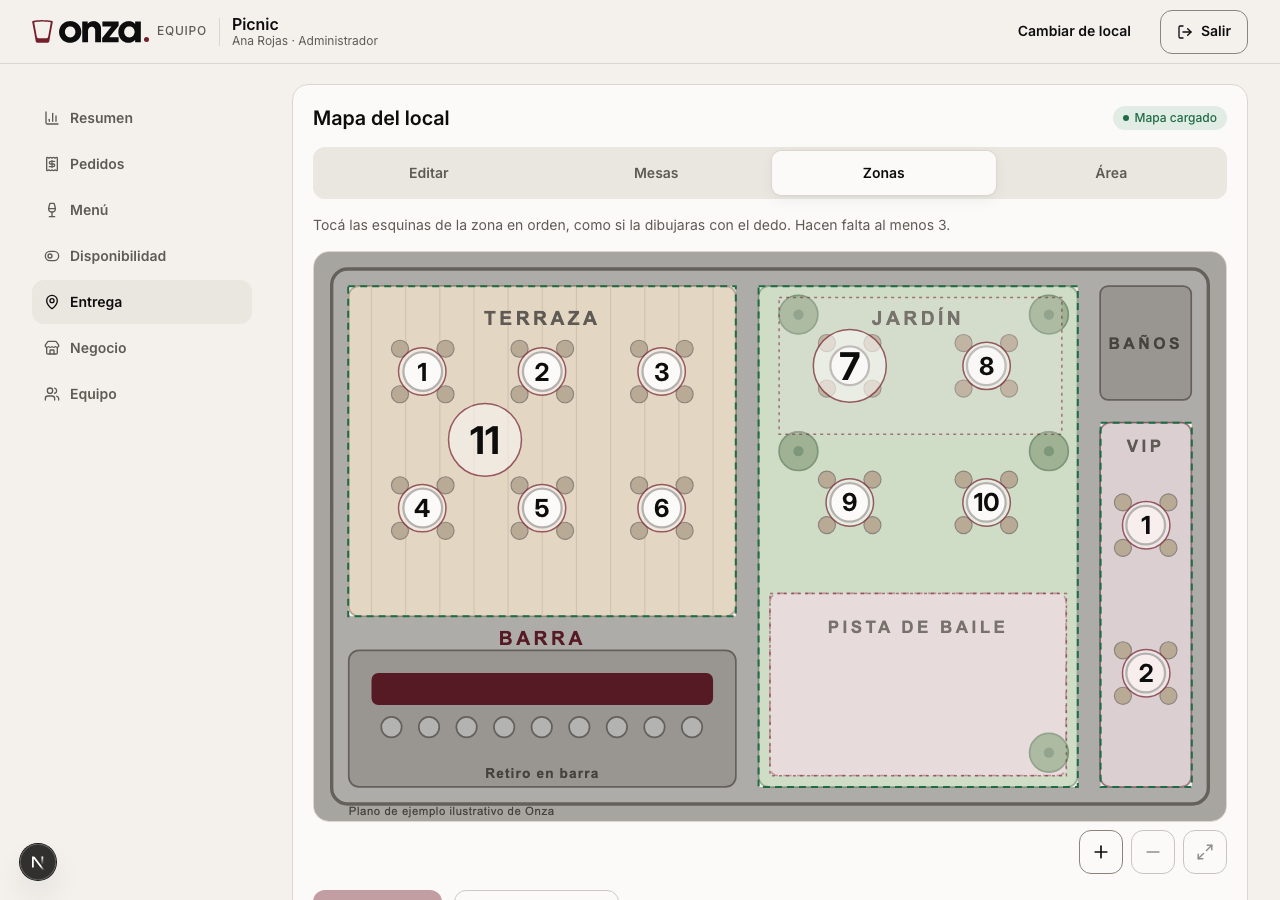 onza. EQUIPO
Picnic
Ana Rojas · Administrador
Cambiar de local
Salir
Resumen
Pedidos
Menú
Disponibilidad
Entrega
Negocio
Equipo
Mapa del local
Mapa cargado
Editar
Mesas
Zonas
Área
Tocá las esquinas de la zona en orden, como si la dibujaras con el dedo. Hacen falta al menos 3.
TERRAZA
1
2
3
11
4
5
6
BARRA
Retiro en barra
JARDÍN
7
8
9
10
PISTA DE BAILE
BAÑOS
VIP
1
2
Plano de ejemplo ilustrativo de Onza
N